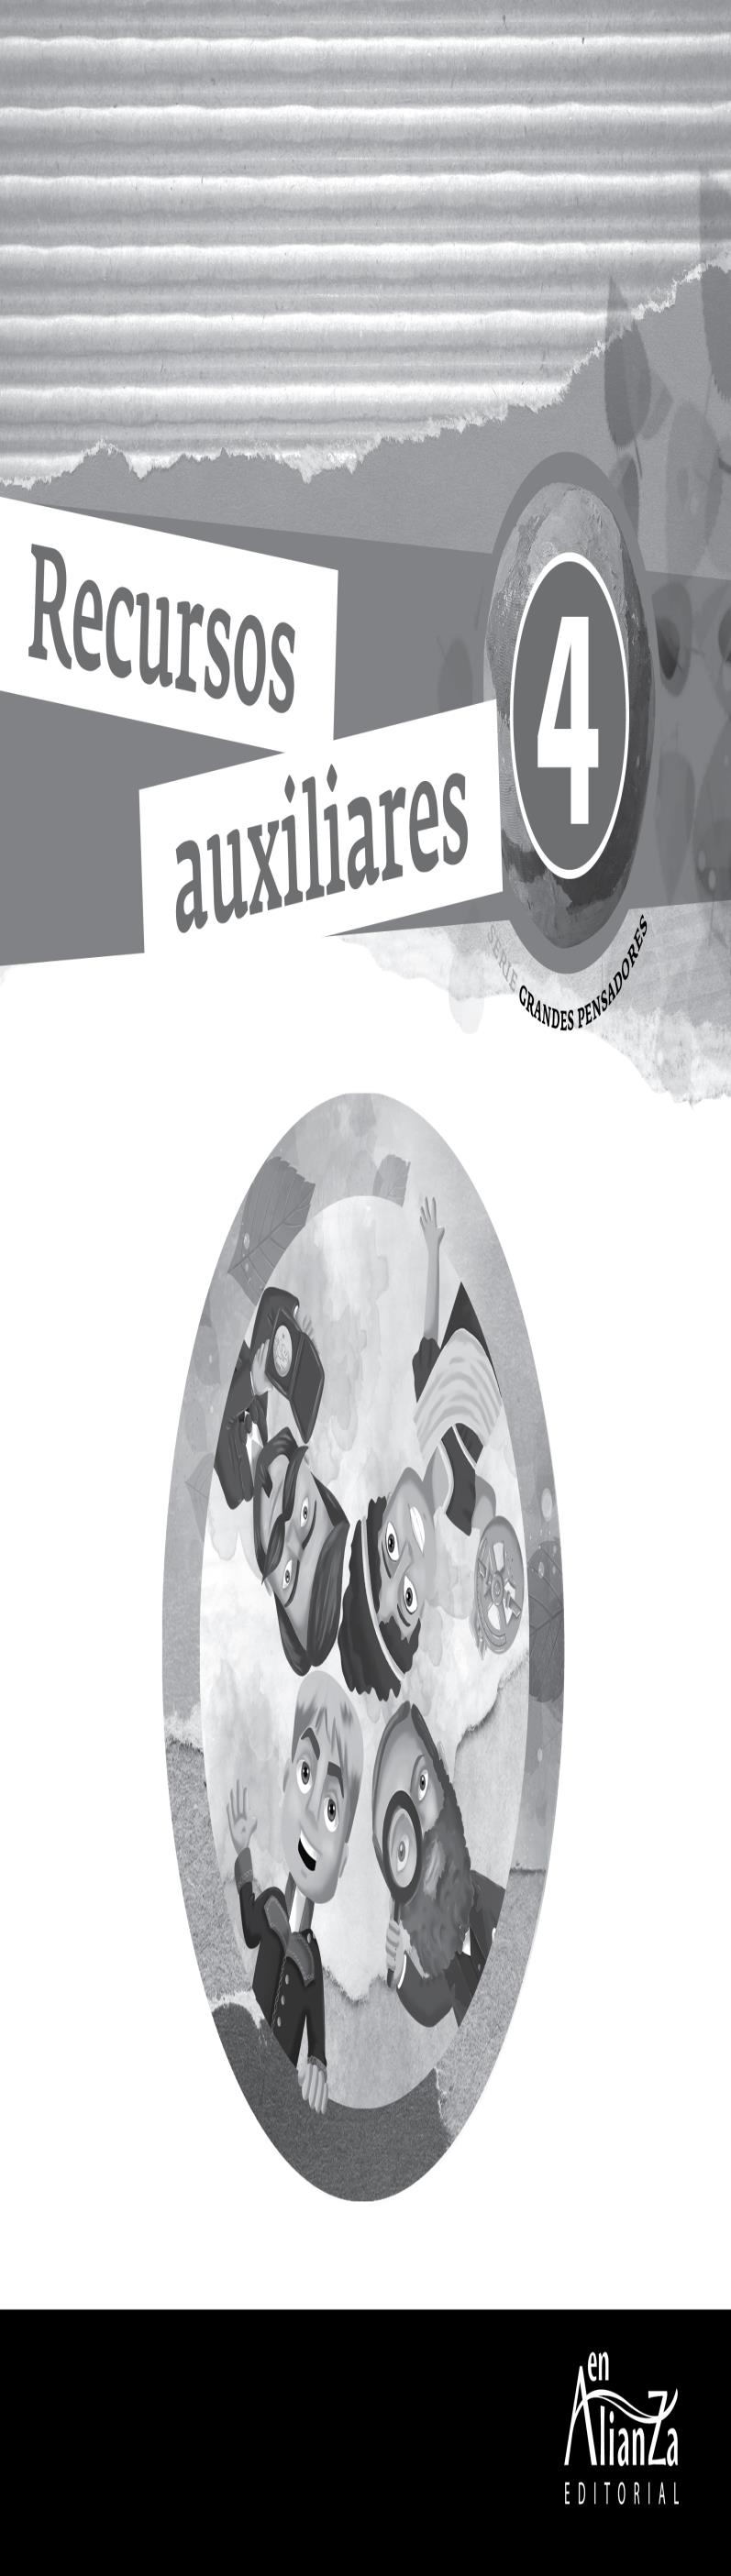 Recursos
auxiliares
4
SERIE GRANDES PENSADORES
en
AlianZa
EDITORIAL